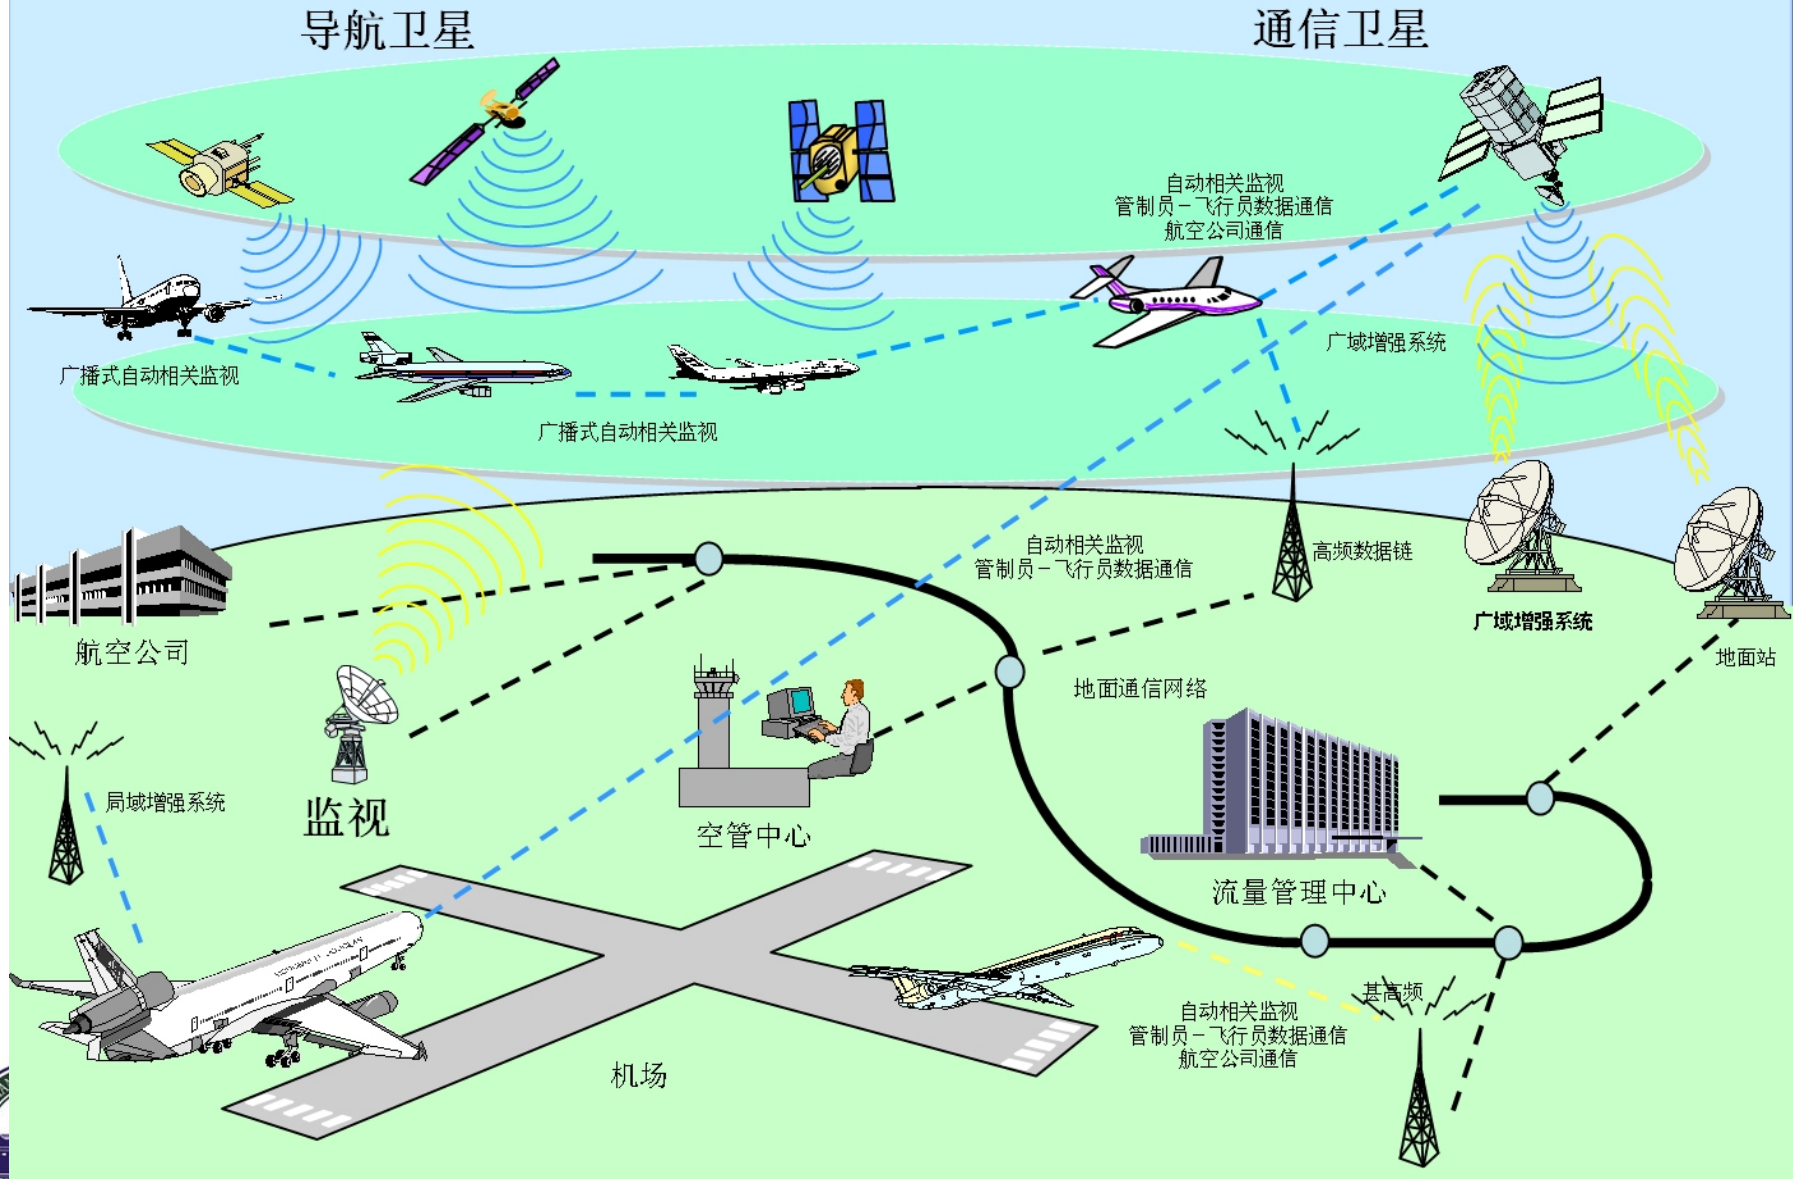 导航卫星
通信卫星
自动相关监视
管制员－飞行员数据通信
航空公司通信
广域增强系统
广播式自动相关监视
广播式自动相关监视
自动相关监视
管制员－飞行员数据通信
高频数据链
广域增强系统
地面站
航空公司
地面通信网络
局域增强系统
监视
空管中心
流量管理中心
甚高频
自动相关监视
管制员－飞行员数据通信
航空公司通信
机场